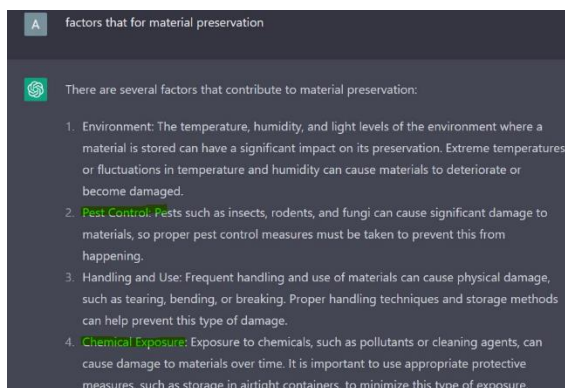 A factors that for material preservation
There are several factors that contribute to material preservation:
1. Environment: The temperature, humidity, and light levels of the environment where a
material is stored can have a significant impact on its preservation. Extreme temperatures
or fluctuations in temperature and humidity can cause materials to deteriorate or
become damaged.
2. Pest Control: Pests such as insects, rodents, and fungi can cause significant damage to
materials, so proper pest control measures must be taken to prevent this from
happening.
3. Handling and Use: Frequent handling and use of materials can cause physical damage,
such as tearing, bending, or breaking. Proper handling techniques and storage methods
can help prevent this type of damage.
4. Chemical Exposure: Exposure to chemicals, such as pollutants or cleaning agents, can
cause damage to materials over time. It is important to use appropriate protective
measures, such as storage in airtight containers, to minimize this type of exposure.